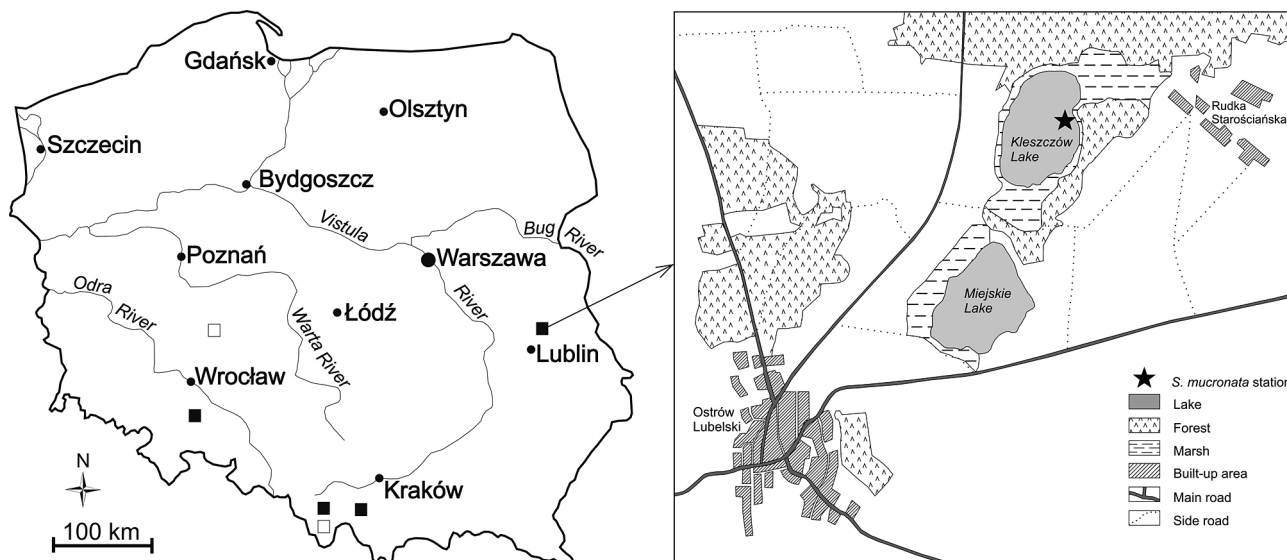 Gdańsk
Olsztyn
Szczecin
Bydgoszcz
Vistula
Bug
River
Poznań
Warszawa
Odra
River
Łódź
Warta River
River
Lublin
Wrocław
Kraków
N
100 km
Kleszczów
Lake
Rudka
Starościańska
Miejskie
Lake
Ostrów
Lubelski
S. mucronata station
Lake
Forest
Marsh
Built-up area
Main road
Side road